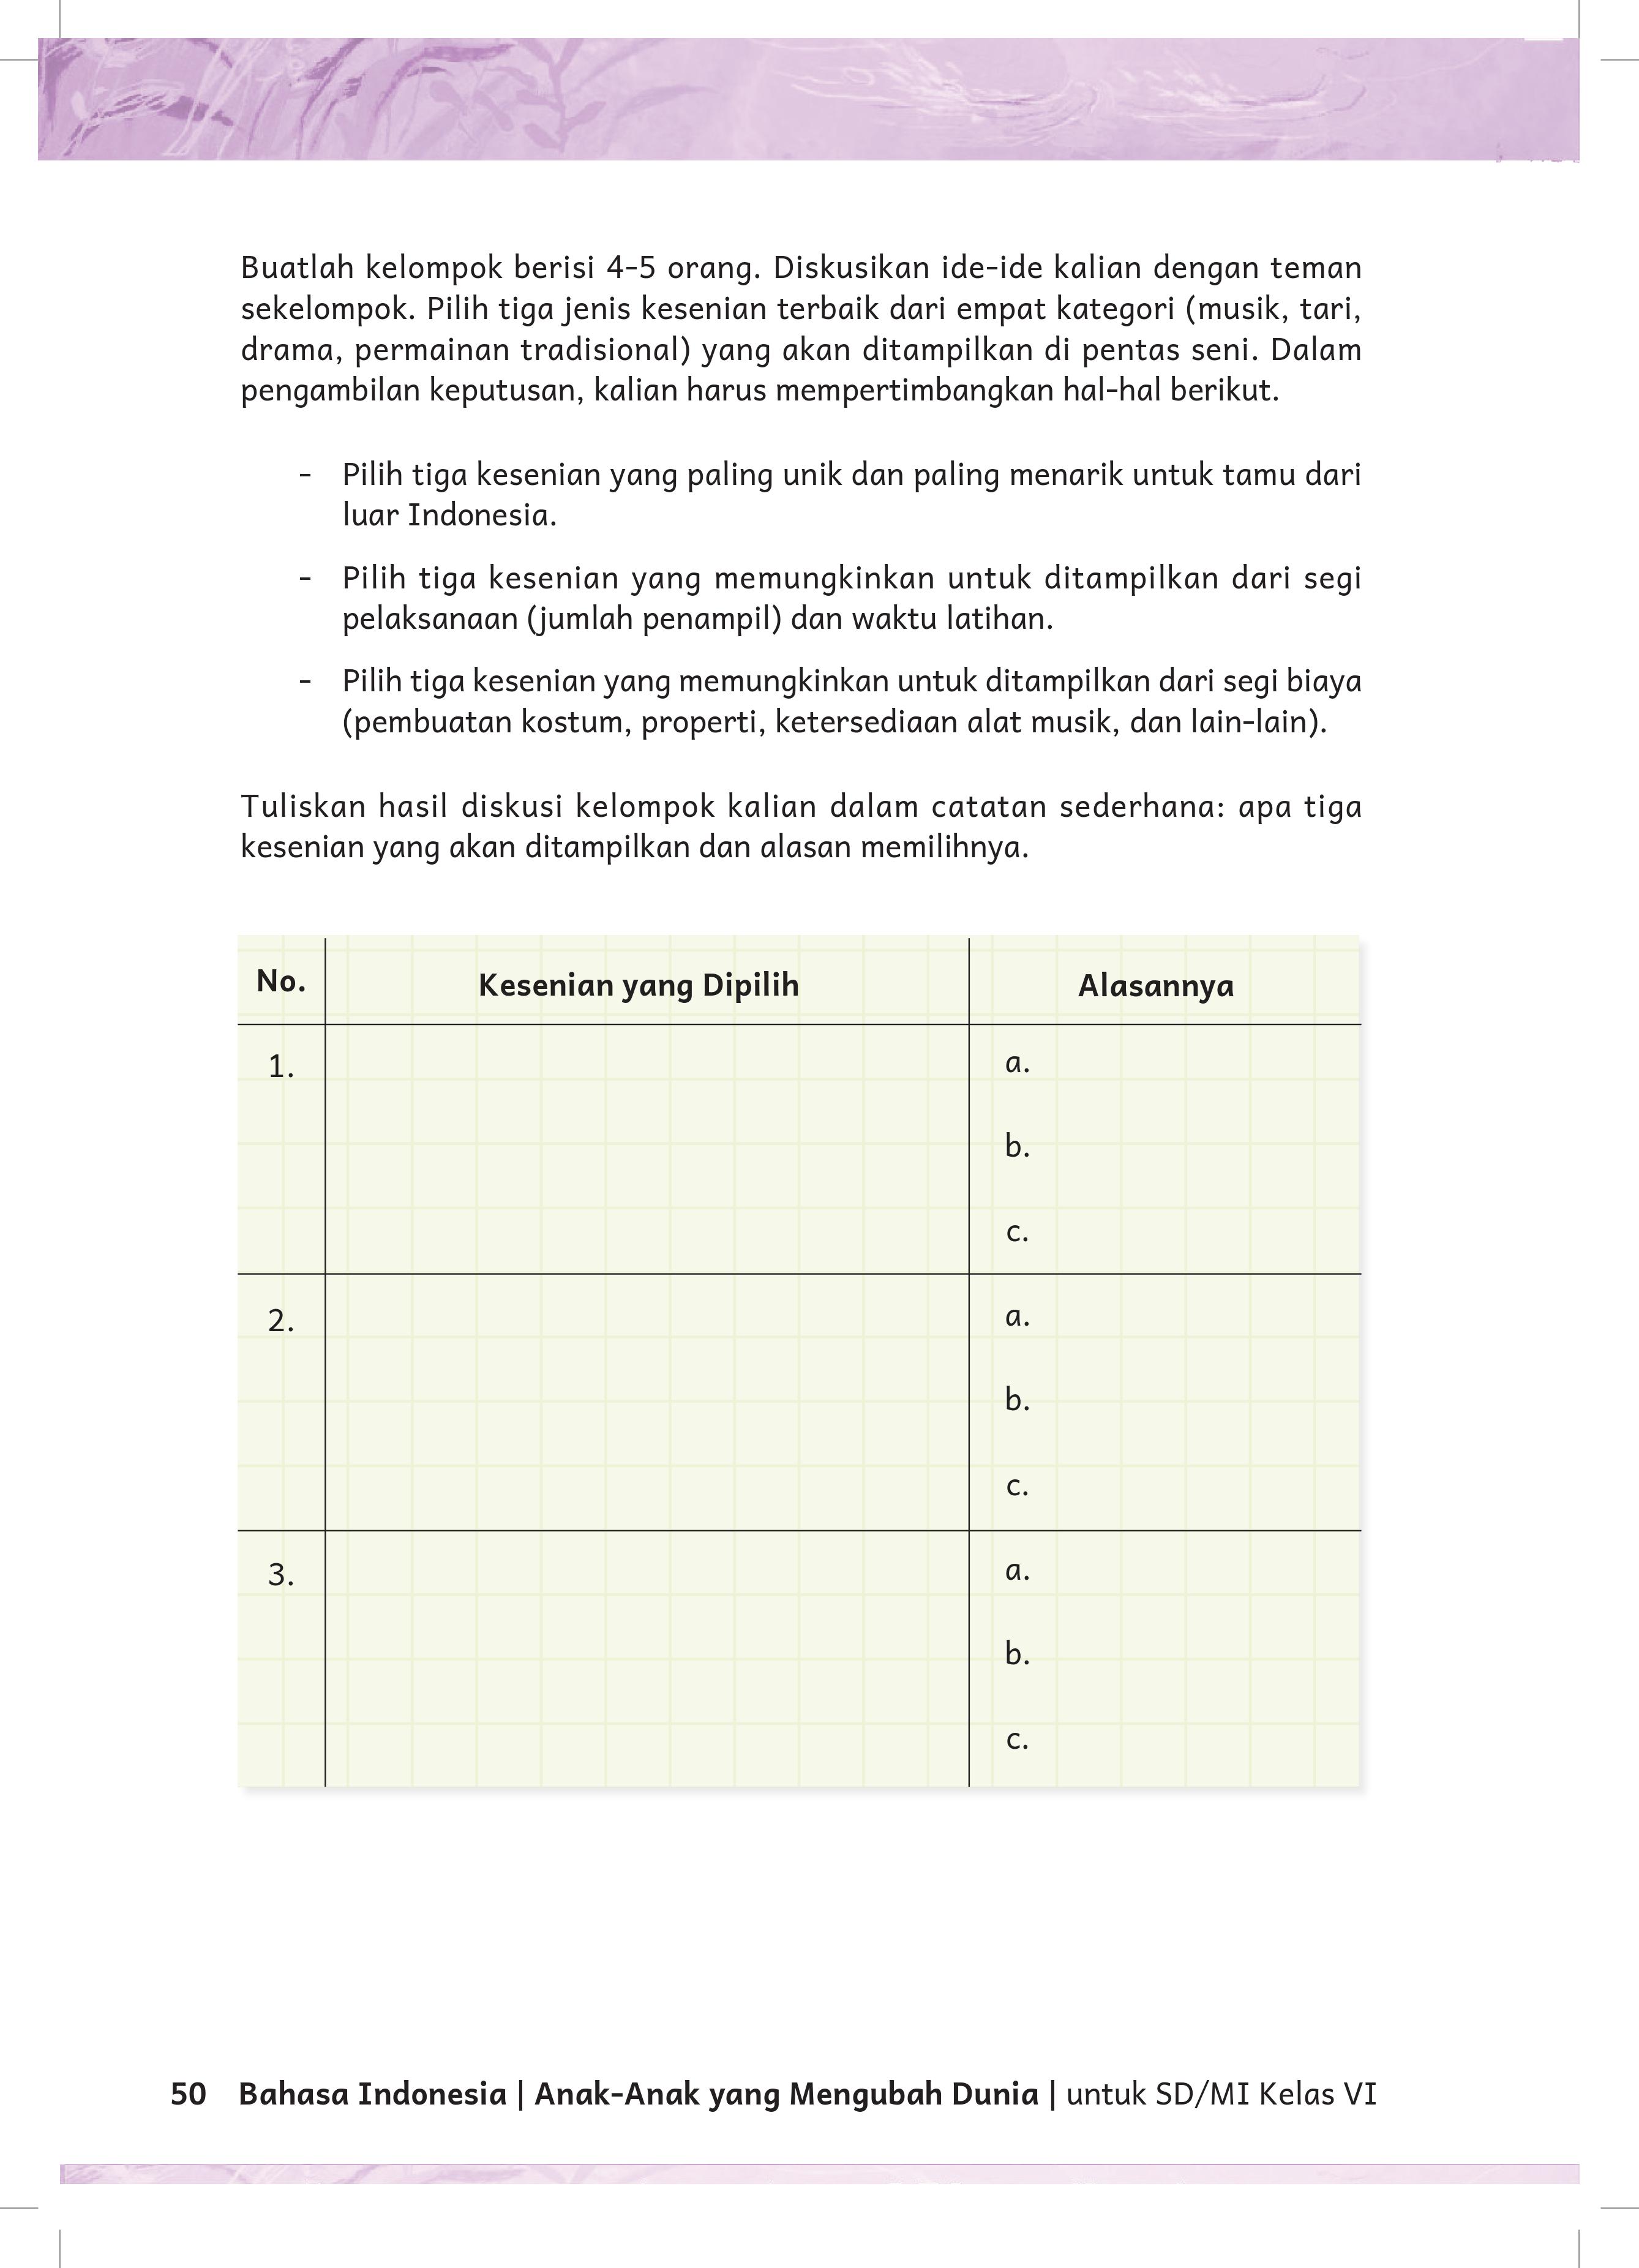 Buatlah kelompok berisi 4-5 orang. Diskusikan ide-ide kalian dengan teman
sekelompok. Pilih tiga jenis kesenian terbaik dari empat kategori (musik, tari,
drama, permainan tradisional) yang akan ditampilkan di pentas seni. Dalam
pengambilan keputusan, kalian harus mempertimbangkan hal-hal berikut.
- Pilih tiga kesenian yang paling unik dan paling menarik untuk tamu dari
luar Indonesia.
- Pilih tiga kesenian yang memungkinkan untuk ditampilkan dari segi
pelaksanaan (jumlah penampil) dan waktu latihan.
- Pilih tiga kesenian yang memungkinkan untuk ditampilkan dari segi biaya
(pembuatan kostum, properti, ketersediaan alat musik, dan lain-lain).
Tuliskan hasil diskusi kelompok kalian dalam catatan sederhana: apa tiga
kesenian yang akan ditampilkan dan alasan memilihnya.
No. Kesenian yang Dipilih Alasannya
1. a.
b.
c.
2. a.
b.
c.
3. a.
b.
c.
50 Bahasa Indonesia | Anak-Anak yang Mengubah Dunia | untuk SD/MI Kelas VI